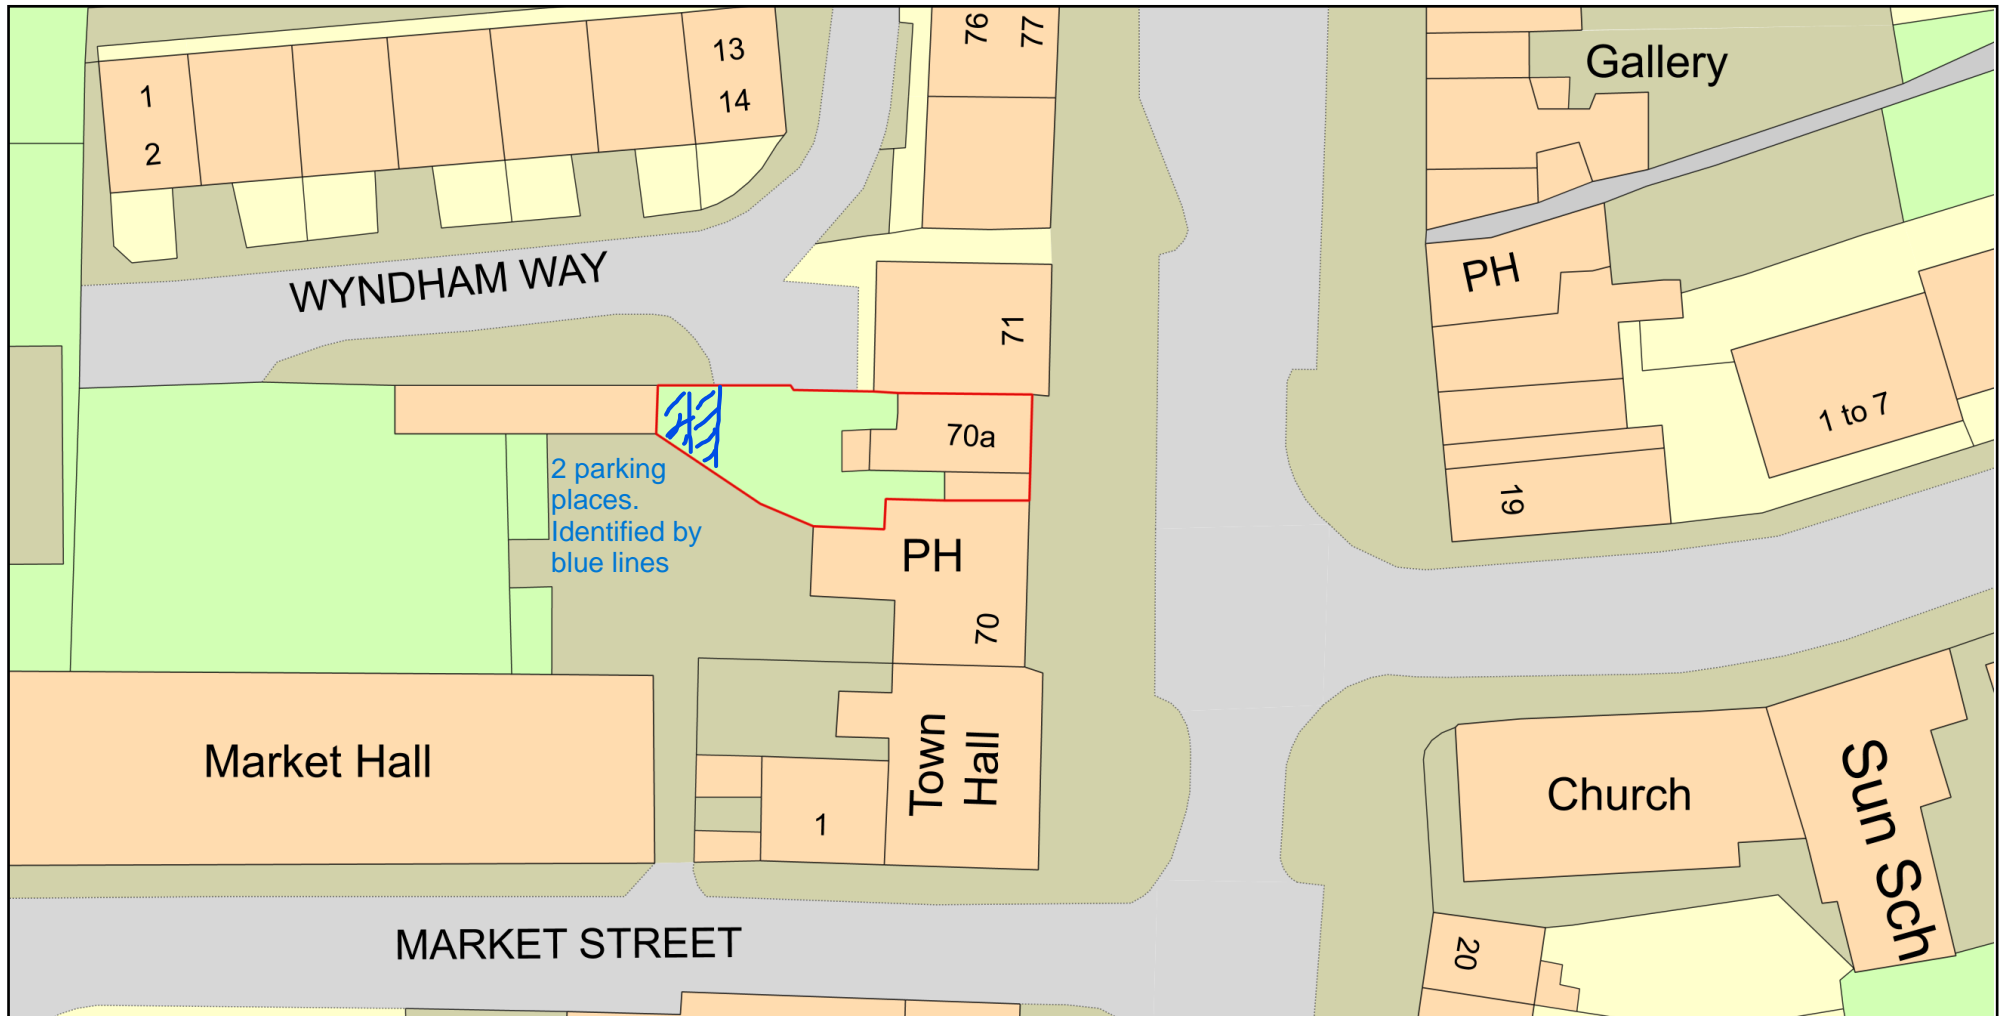 76
77
13
14
1
2
Gallery
WYNDHAM WAY
PH
71
1 to 7
70a
19
2 parking
places.
Identified by
blue lines
PH
70
Market Hall
Town
Hall
1
Church
Sun Sch
MARKET STREET
20